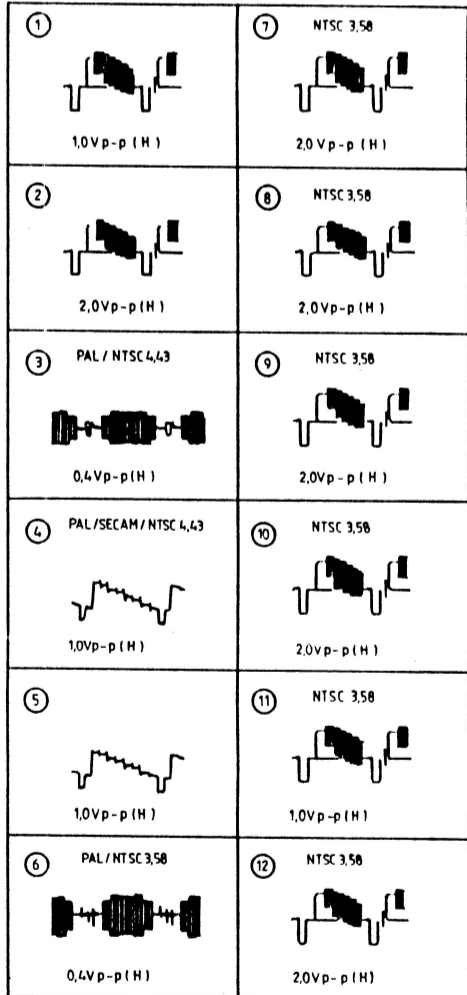 1
1,0Vp-p(H)
2
2,0Vp-p(H)
3
PAL / NTSC 4,43
0,4Vp-p(H)
4
PAL/SECAM/NTSC 4,43
1,0Vp-p(H)
5
1,0Vp-p(H)
6
PAL/NTSC 3,58
0,4Vp-p(H)
7
NTSC 3,58
2,0Vp-p(H)
8
NTSC 3,58
2,0Vp-p(H)
9
NTSC 3,58
2,0Vp-p(H)
10
NTSC 3,58
2,0Vp-p(H)
11
NTSC 3,58
1,0Vp-p(H)
12
NTSC 3,58
2,0Vp-p(H)